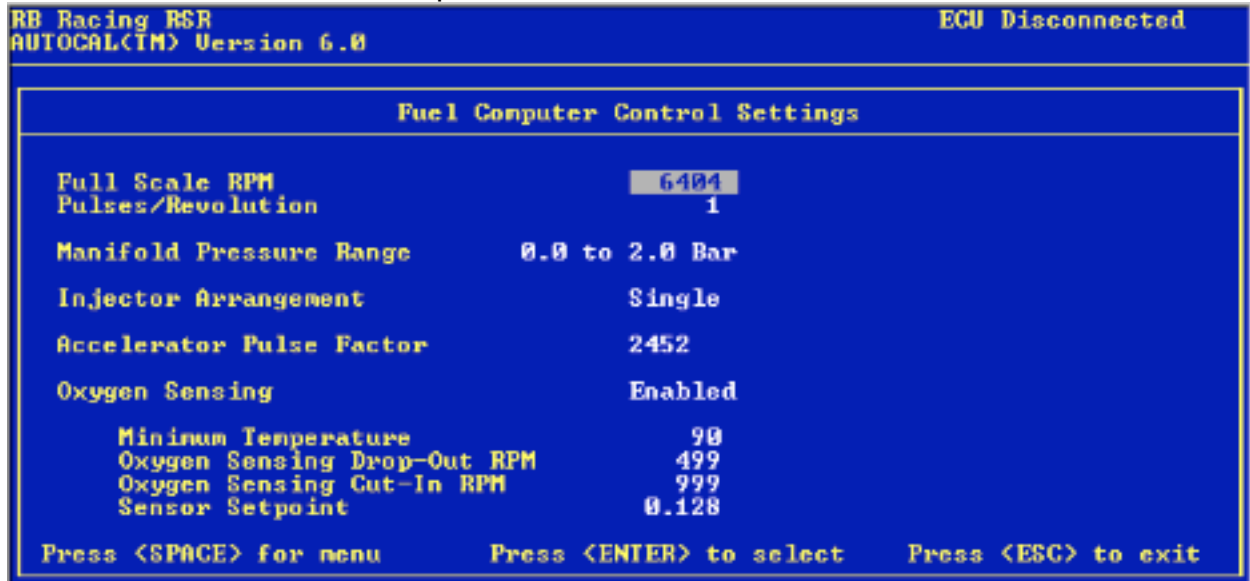 RB Racing RSR ECU Disconnected
AUTOCAL(TM) Version 6.0
Fuel Computer Control Settings
Full Scale RPM 6404
Pulses/Revolution 1
Manifold Pressure Range 0.0 to 2.0 Bar
Injector Arrangement Single
Accelerator Pulse Factor 2452
Oxygen Sensing Enabled
Minimum Temperature 90
Oxygen Sensing Drop-Out RPM 499
Oxygen Sensing Cut-In RPM 999
Sensor Setpoint 0.128
Press <SPACE> for menu Press <ENTER> to select Press <ESC> to exit